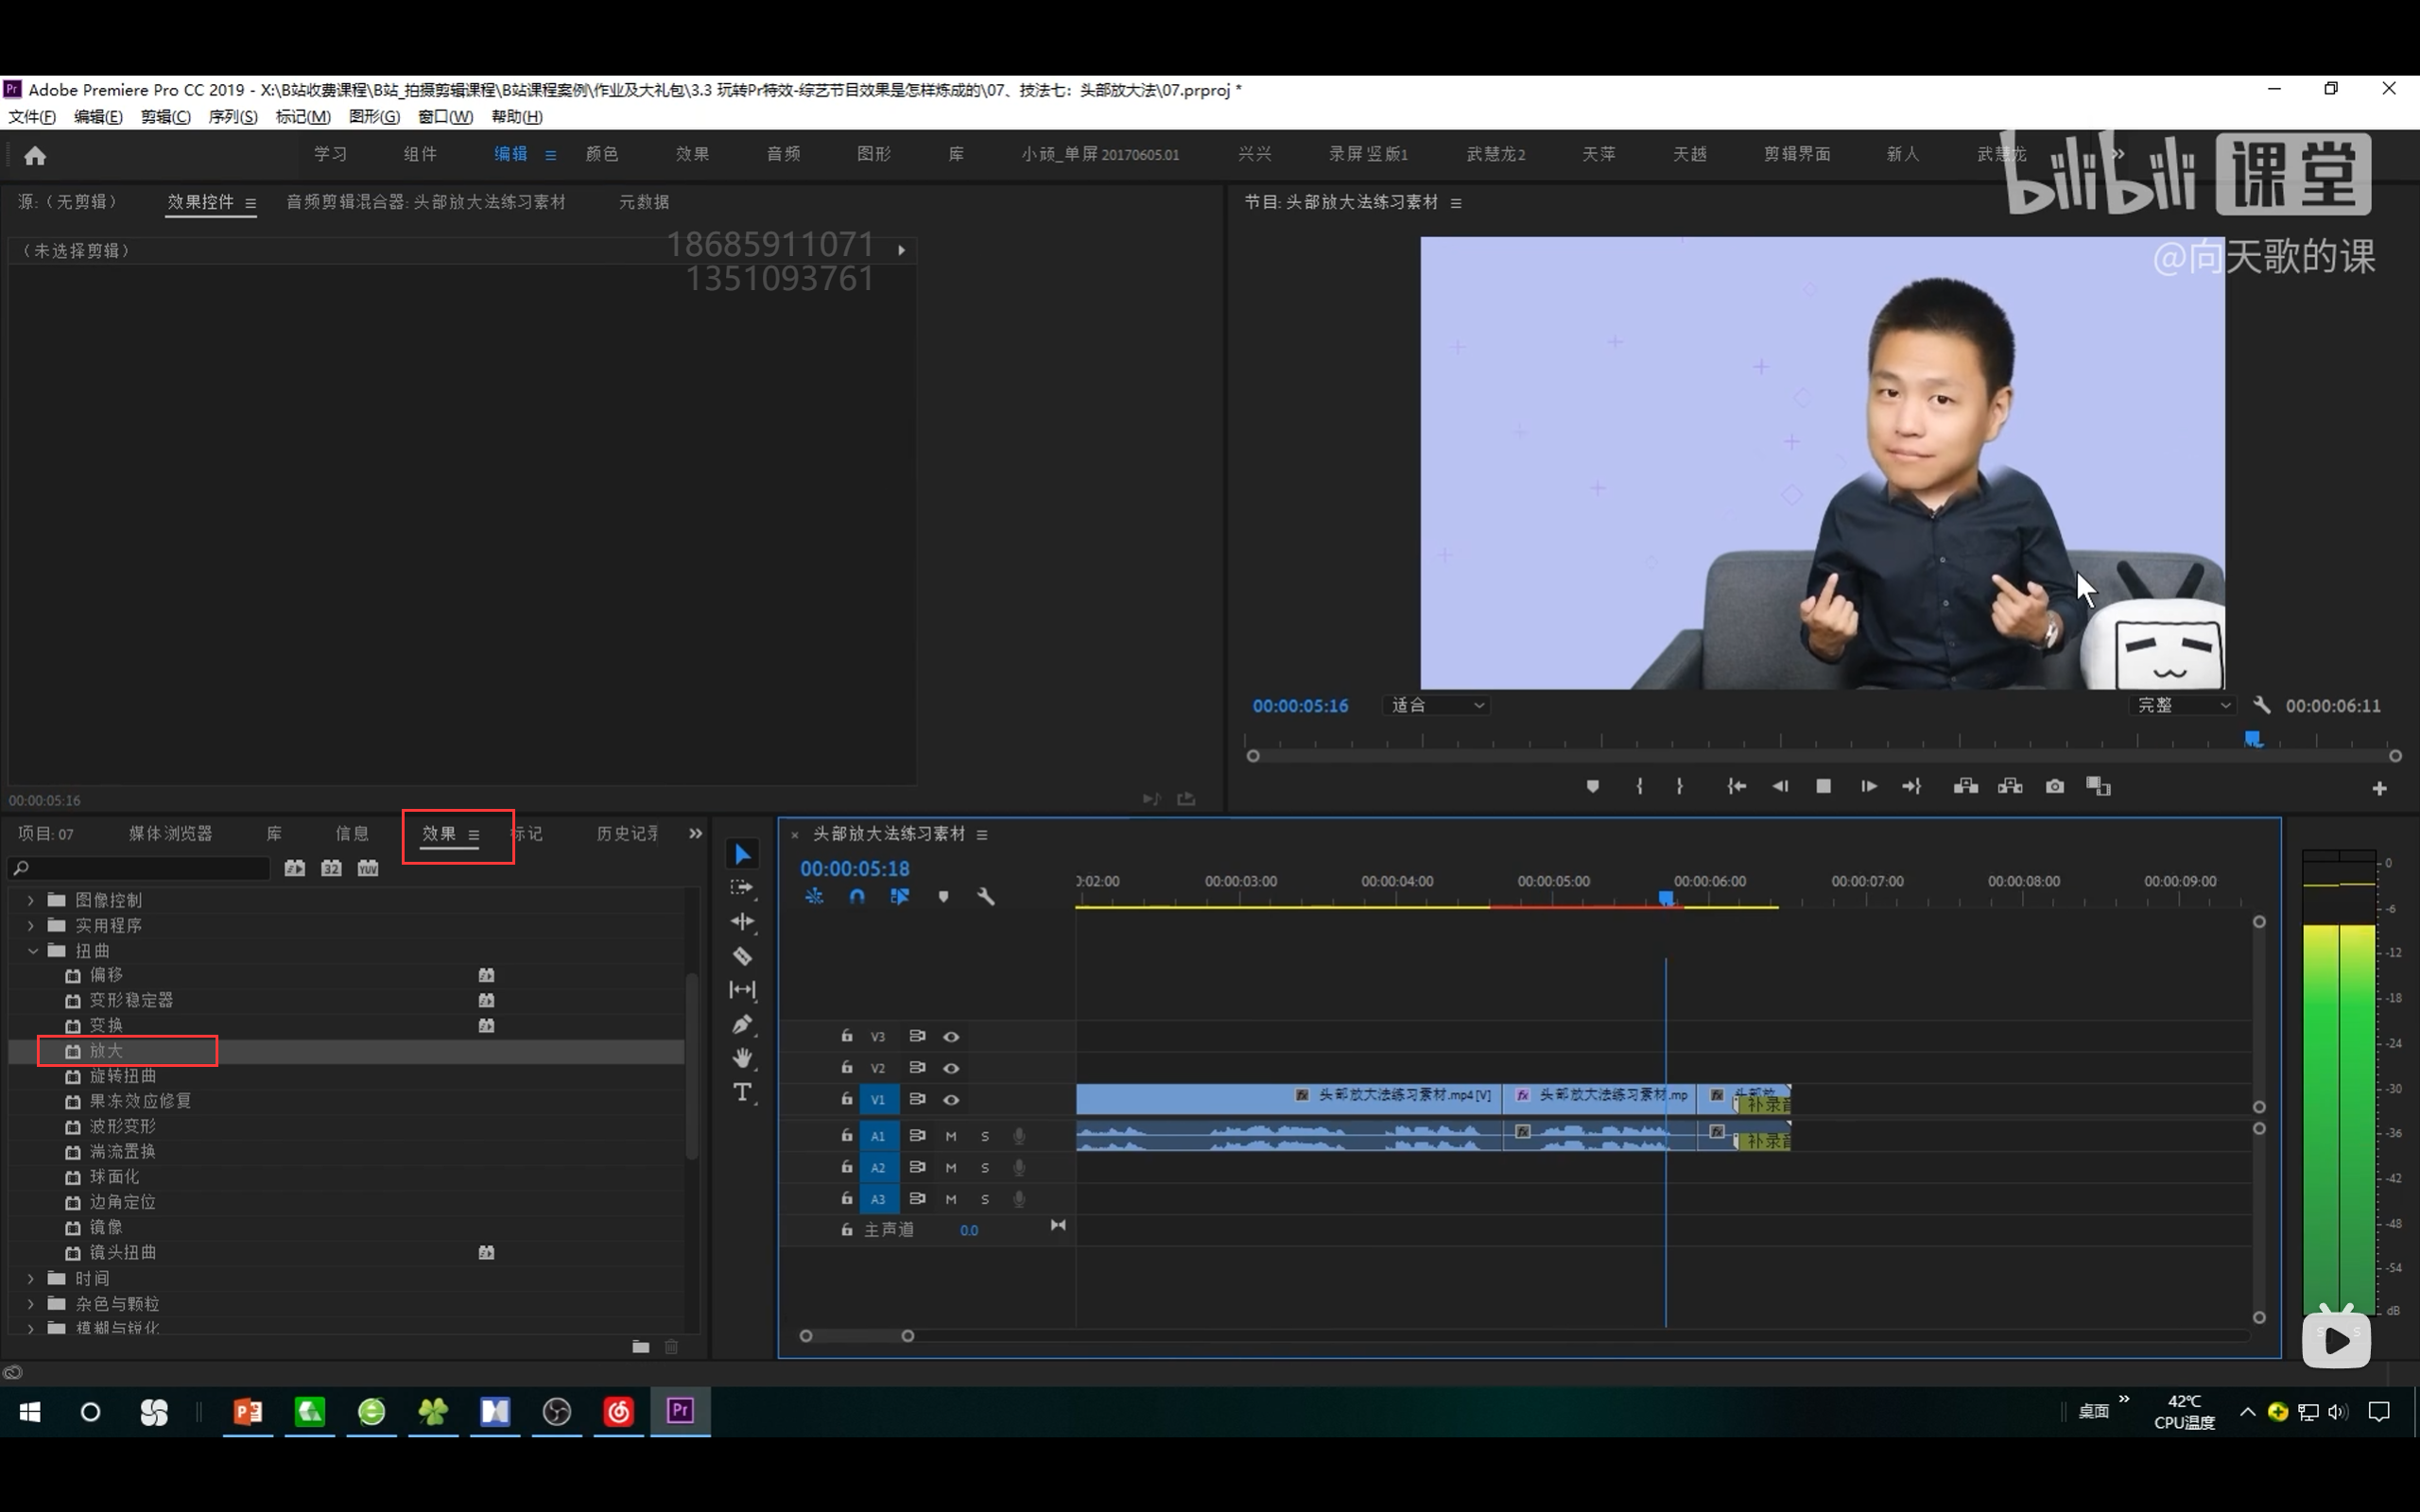 Pr Adobe Premiere Pro CC 2019 - X:\B站收费课程\B站_拍摄剪辑课程\B站课程案例\作业及大礼包\3.3 玩转Pr特效-综艺节目效果是怎样炼成的\07、技法七：头部放大法\07.prproj *
文件(F) 编辑(E) 剪辑(C) 序列(S) 标记(M) 图形(G) 窗口(W) 帮助(H)
学习 组件 编辑 颜色 效果 音频 图形 库 小顽_单屏20170605.01 兴兴 录屏竖版1 武慧龙2 天萍 天越 剪辑界面 新人 武慧龙
bilibili 课堂
@向天歌的课
源:（无剪辑） 效果控件 音频剪辑混合器: 头部放大法练习素材 元数据
节目: 头部放大法练习素材
（未选择剪辑）
18685911071
1351093761
00:00:05:16 适合 完整 00:00:06:11
00:00:05:16
项目: 07 媒体浏览器 库 信息 效果 标记 历史记录
32 YUV
图像控制
实用程序
扭曲
偏移
变形稳定器
变换
放大
旋转扭曲
果冻效应修复
波形变形
湍流置换
球面化
边角定位
镜像
镜头扭曲
时间
杂色与颗粒
模糊与锐化
× 头部放大法练习素材
00:00:05:18
0:02:00 00:00:03:00 00:00:04:00 00:00:05:00 00:00:06:00 00:00:07:00 00:00:08:00 00:00:09:00
V3
V2
V1
fx 头部放大法练习素材.mp4[V] fx 头部放大法练习素材.mp fx 头部放
补录音
A1 M S
补录音
A2 M S
A3 M S
主声道 0.0
0
-6
-12
-18
-24
-30
-36
-42
-48
-54
dB
P Pr
桌面
42℃
CPU温度